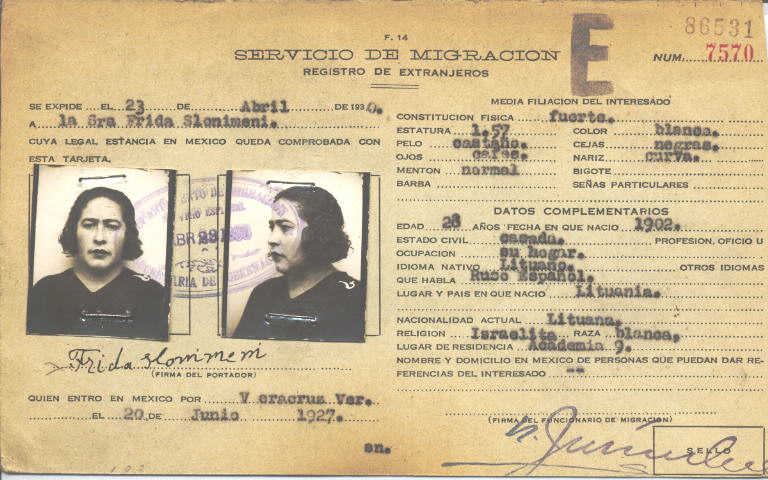 86531
F. 14
SERVICIO DE MIGRACION
REGISTRO DE EXTRANJEROS
E
NUM. 7570
SE EXPIDE EL 23 DE Abril DE 1930.
A la Sra Frida Slonimeni.
CUYA LEGAL ESTANCIA EN MEXICO QUEDA COMPROBADA CON
ESTA TARJETA.
Frida Slonimeni
(FIRMA DEL PORTADOR)
QUIEN ENTRO EN MEXICO POR V eracruz Ver.
EL 20 DE Junio 1927.
sn.
MEDIA FILIACION DEL INTERESADO
CONSTITUCION FISICA fuerte.
ESTATURA 1.57 COLOR blanco.
PELO castaño. CEJAS negras.
OJOS cafes. NARIZ curva.
MENTON normal BIGOTE
BARBA SEÑAS PARTICULARES
DATOS COMPLEMENTARIOS
EDAD 28 AÑOS FECHA EN QUE NACIO 1902.
ESTADO CIVIL casada. PROFESION, OFICIO U
OCUPACION su hogar.
IDIOMA NATIVO Lituano. OTROS IDIOMAS
QUE HABLA Ruso Español.
LUGAR Y PAIS EN QUE NACIO Lituania.
NACIONALIDAD ACTUAL Lituana.
RELIGION Israelita RAZA blanca,
LUGAR DE RESIDENCIA Academia 9.
NOMBRE Y DOMICILIO EN MEXICO DE PERSONAS QUE PUEDAN DAR RE-
FERENCIAS DEL INTERESADO --
(FIRMA DEL FUNCIONARIO DE MIGRACION)
SELLO